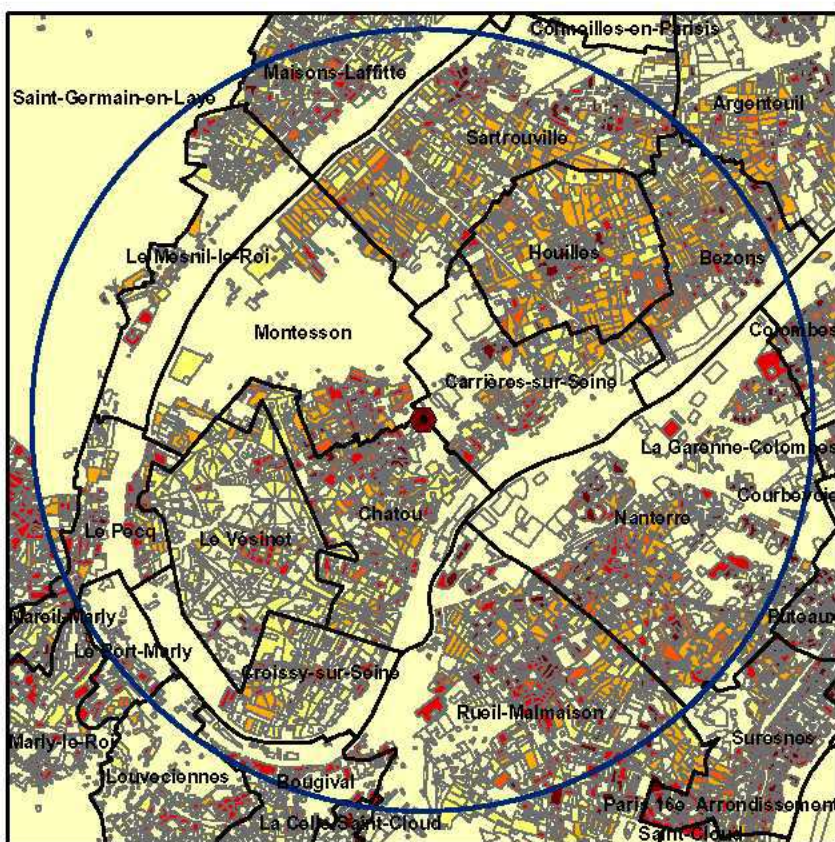 Cormeilles-en-Parisis
Maisons-Laffitte
Saint-Germain-en-Laye
Argenteuil
Sartrouville
Houilles
Le Mesnil-le-Roi
Bezons
Montesson
Colombes
Carrières-sur-Seine
La Garenne-Colombes
Courbevoie
Chatou
Nanterre
Le Pecq
Le Vésinet
Mareil-Marly
Puteaux
Le Port-Marly
Croissy-sur-Seine
Rueil-Malmaison
Marly-le-Roi
Suresnes
Louveciennes
Bougival
Paris 16e Arrondissement
La Celle-Saint-Cloud
Saint-Cloud